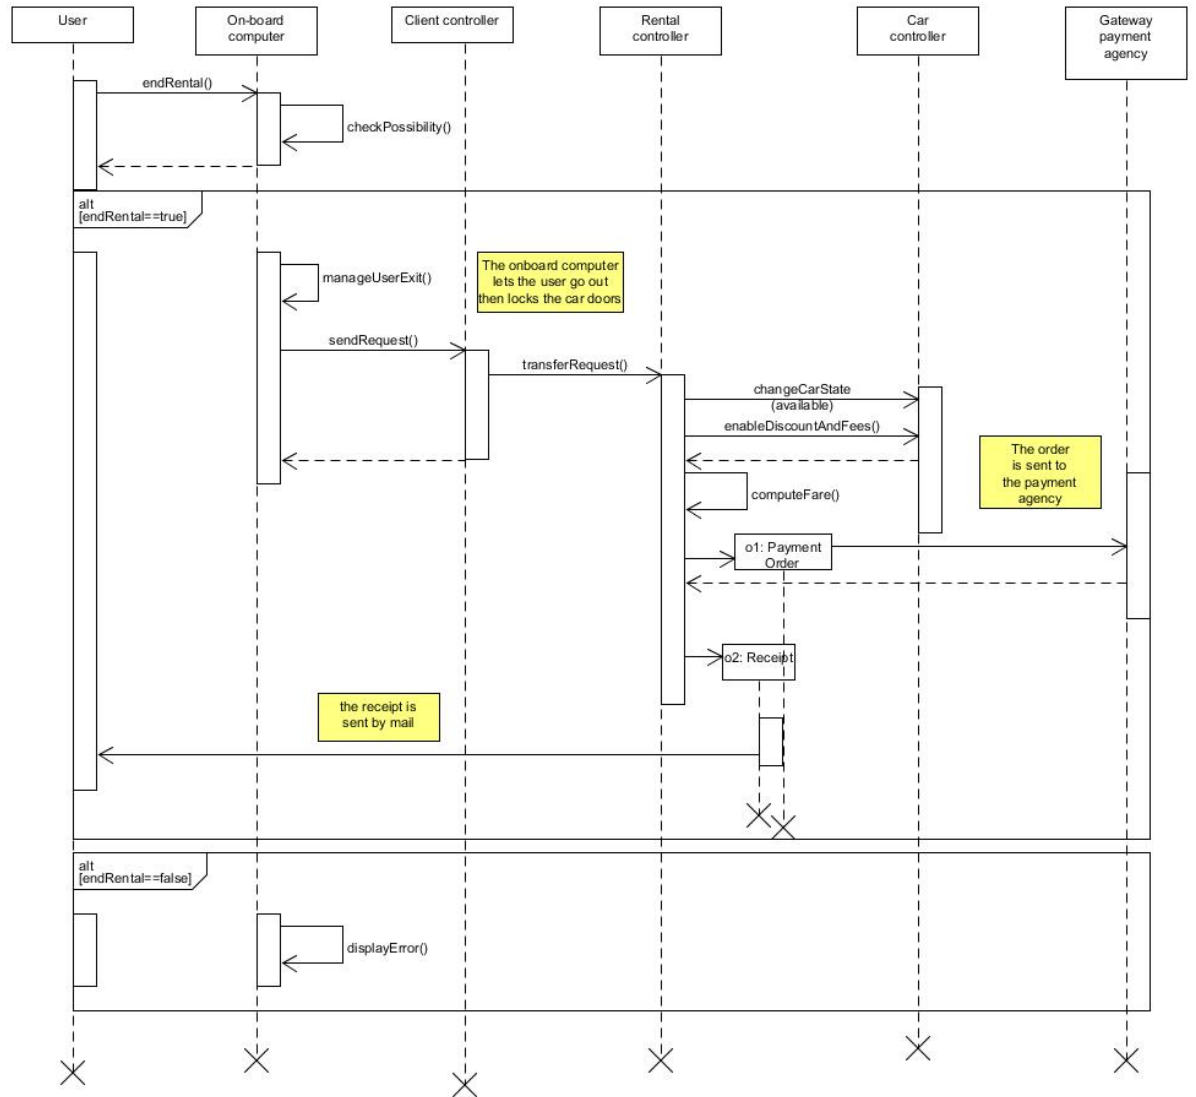 User
On-board
computer
Client controller
Rental
controller
Car
controller
Gateway
payment
agency
endRental()
checkPossibility()
alt
[endRental==true]
manageUserExit()
The onboard computer
lets the user go out
then locks the car doors
sendRequest()
transferRequest()
changeCarState
(available)
enableDiscountAndFees()
The order
is sent to
the payment
agency
computeFare()
o1: Payment
Order
o2: Receipt
the receipt is
sent by mail
alt
[endRental==false]
displayError()